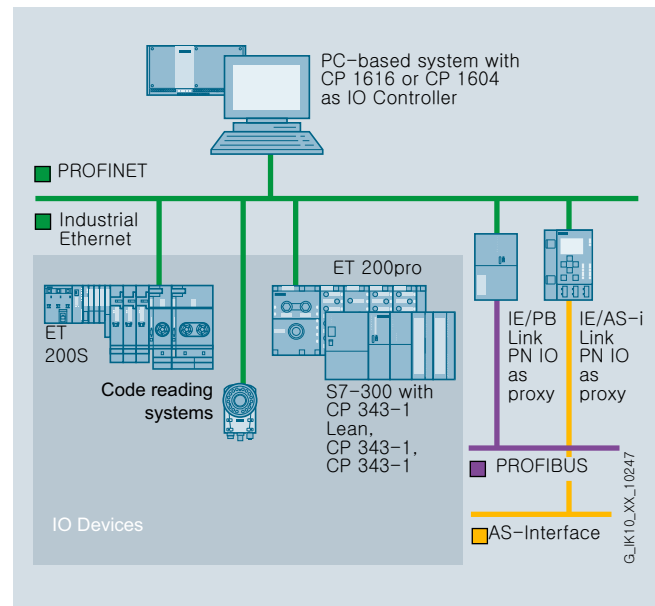 PC-based system with
CP 1616 or CP 1604
as IO Controller
PROFINET
Industrial
Ethernet
ET 200pro
ET
200S
Code reading
systems
S7-300 with
CP 343-1
Lean,
CP 343-1,
CP 343-1
IE/PB
Link
PN IO
as
proxy
IE/AS-i
Link
PN IO
as
proxy
PROFIBUS
AS-Interface
IO Devices
G_IK10_XX_10247